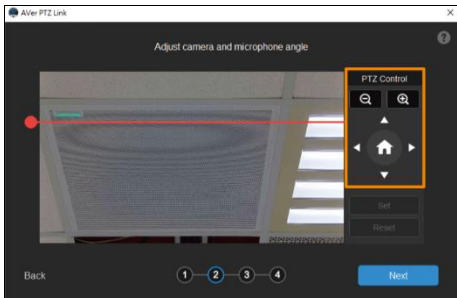 AVer PTZ Link
Adjust camera and microphone angle
PTZ Control
Set
Reset
Back
1 2 3 4
Next